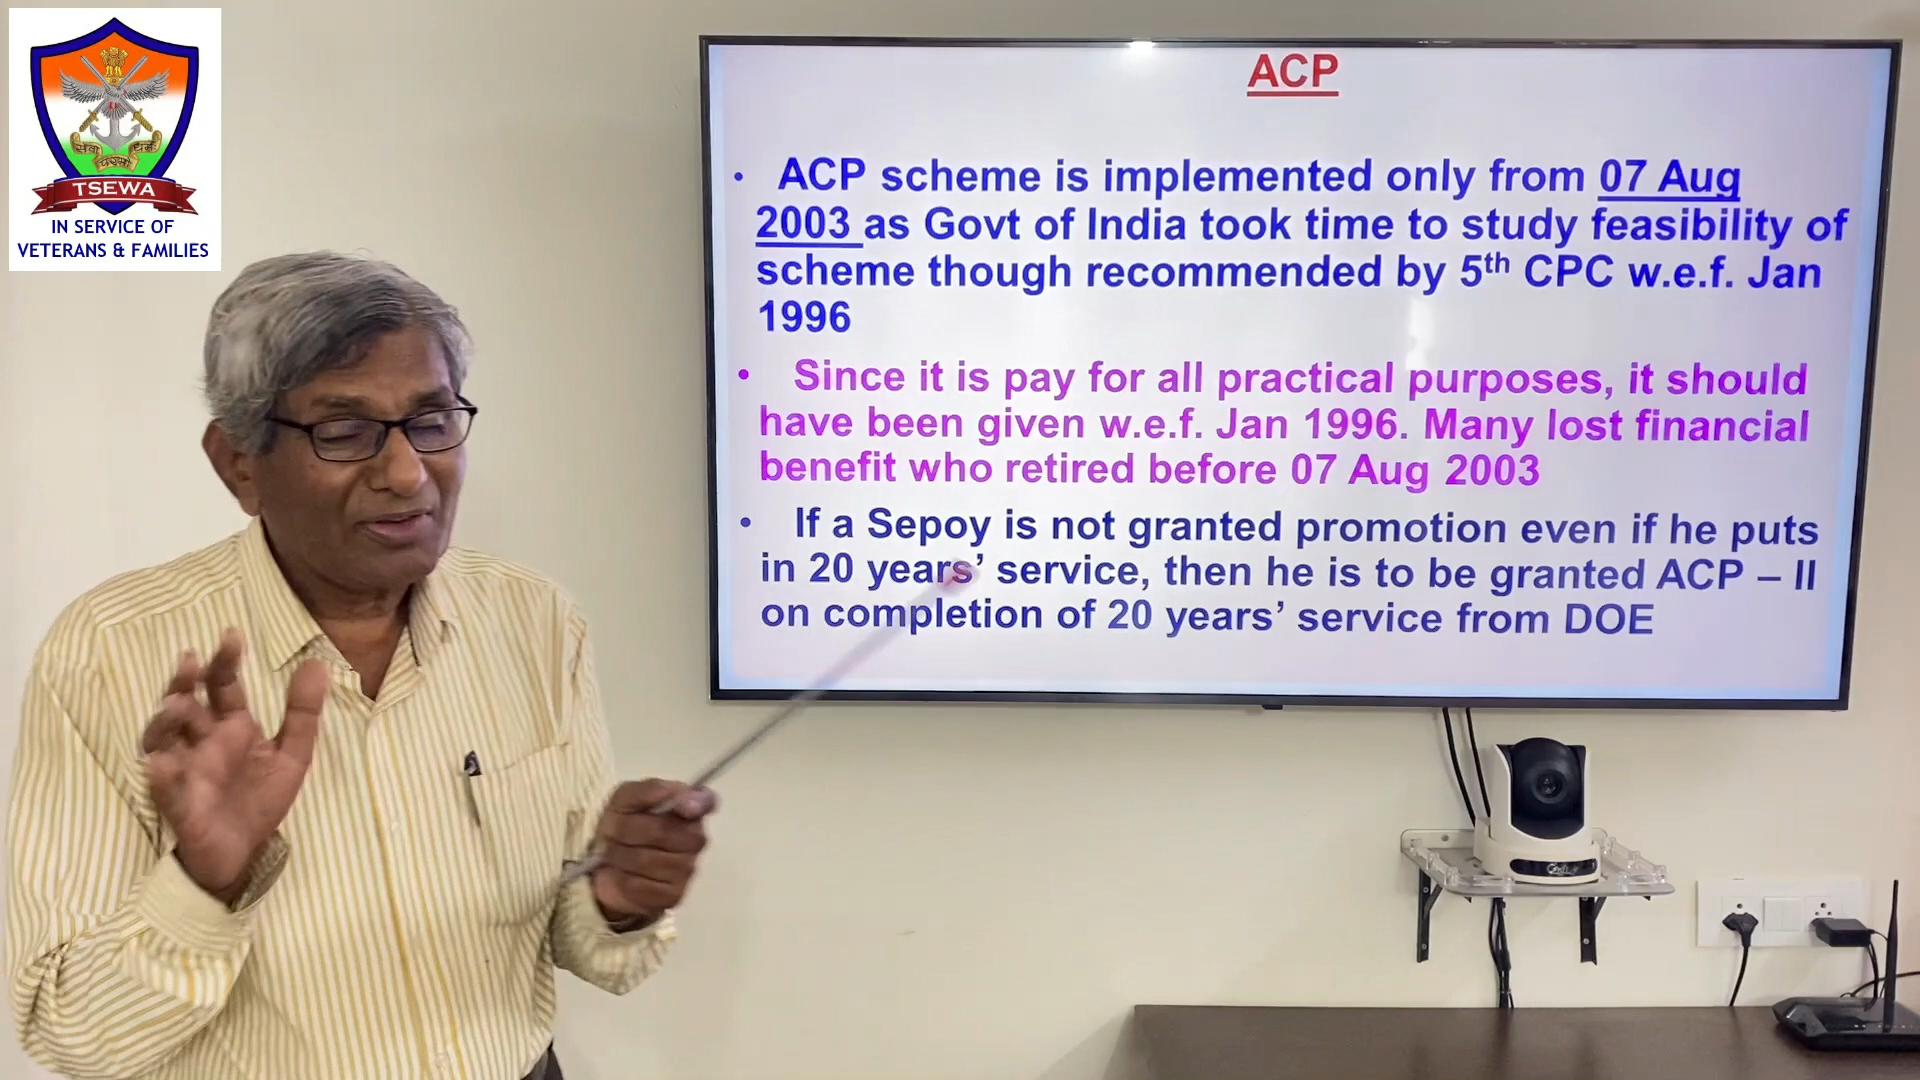 सेवा
परमो
धर्म
TSEWA
IN SERVICE OF
VETERANS & FAMILIES
ACP
• ACP scheme is implemented only from 07 Aug
2003 as Govt of India took time to study feasibility of
scheme though recommended by 5th CPC w.e.f. Jan
1996
• Since it is pay for all practical purposes, it should
have been given w.e.f. Jan 1996. Many lost financial
benefit who retired before 07 Aug 2003
• If a Sepoy is not granted promotion even if he puts
in 20 years’ service, then he is to be granted ACP – II
on completion of 20 years’ service from DOE